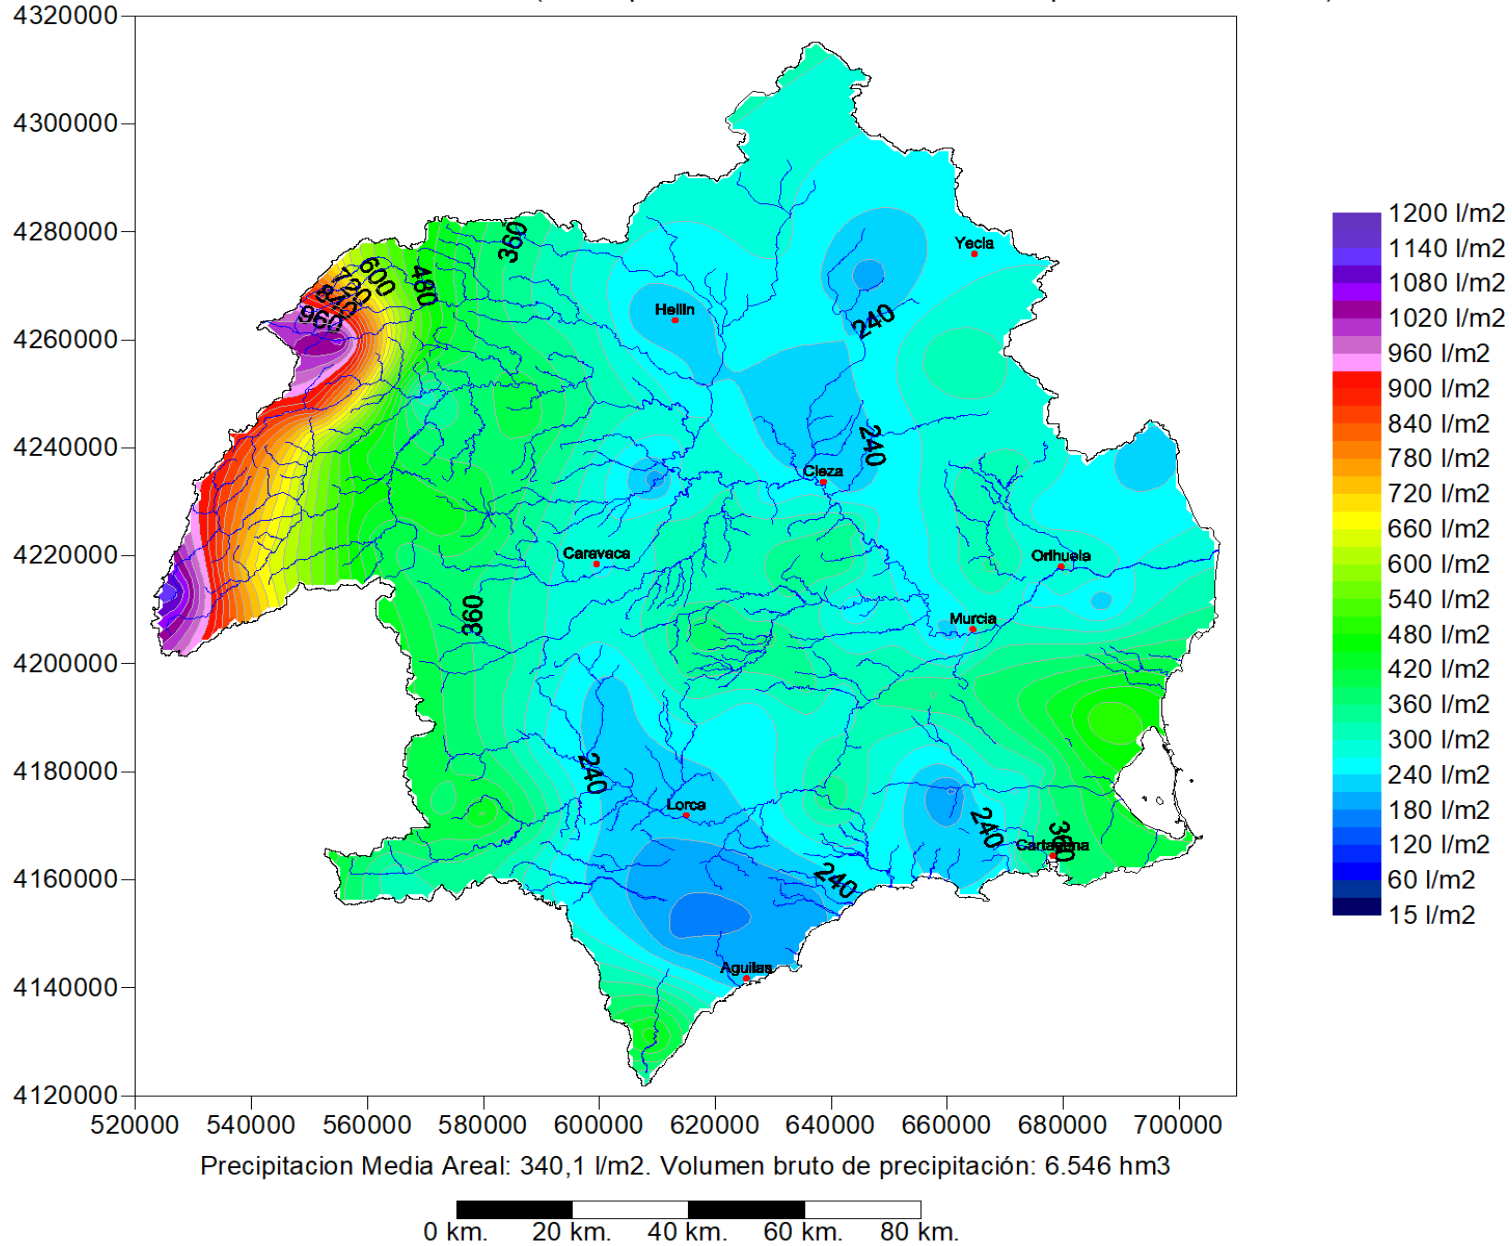 4320000
4300000
4280000
4260000
4240000
4220000
4200000
4180000
4160000
4140000
4120000
520000 540000 560000 580000 600000 620000 640000 660000 680000 700000
360
600
720
480
840
960
Yecla
Hellin
240
240
Cieza
Caravaca
Orihuela
360
Murcia
240
Lorca
240
360
Cartagena
240
Aguilas
1200 l/m2
1140 l/m2
1080 l/m2
1020 l/m2
960 l/m2
900 l/m2
840 l/m2
780 l/m2
720 l/m2
660 l/m2
600 l/m2
540 l/m2
480 l/m2
420 l/m2
360 l/m2
300 l/m2
240 l/m2
180 l/m2
120 l/m2
60 l/m2
15 l/m2
Precipitacion Media Areal: 340,1 l/m2. Volumen bruto de precipitación: 6.546 hm3
0 km. 20 km. 40 km. 60 km. 80 km.